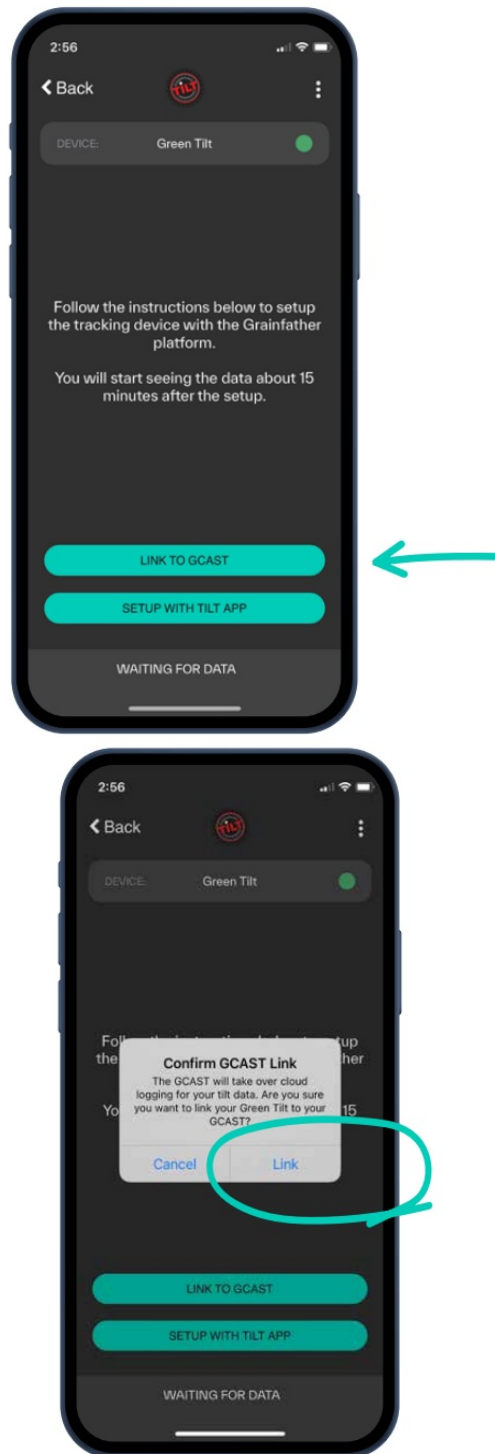 2:56
Back
TILT
DEVICE: Green Tilt
Follow the instructions below to setup
the tracking device with the Grainfather
platform.
You will start seeing the data about 15
minutes after the setup.
LINK TO GCAST
SETUP WITH TILT APP
WAITING FOR DATA
2:56
Back
TILT
DEVICE: Green Tilt
Confirm GCAST Link
The GCAST will take over cloud
logging for your tilt data. Are you sure
you want to link your Green Tilt to your
GCAST?
Cancel Link
LINK TO GCAST
SETUP WITH TILT APP
WAITING FOR DATA